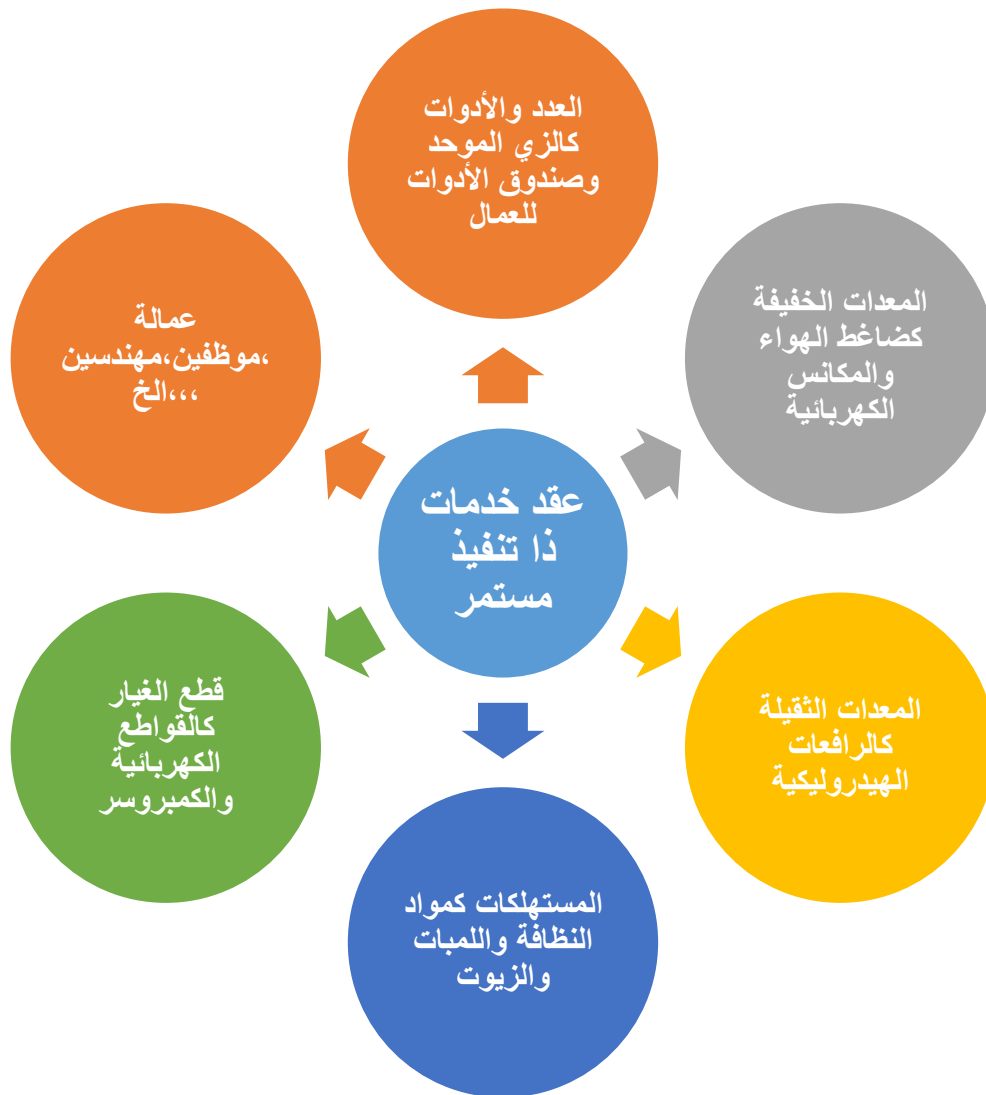 العدد والأدوات
كالزي الموحد
وصندوق الأدوات
للعمال
المعدات الخفيفة
كضاغط الهواء
والمكانس
الكهربائية
عمالة
،موظفين،مهندسين
،،،الخ
عقد خدمات
ذا تنفيذ
مستمر
المعدات الثقيلة
كالرافعات
الهيدروليكية
قطع الغيار
كالقواطع
الكهربائية
والكمبروسر
المستهلكات كمواد
النظافة واللمبات
والزيوت